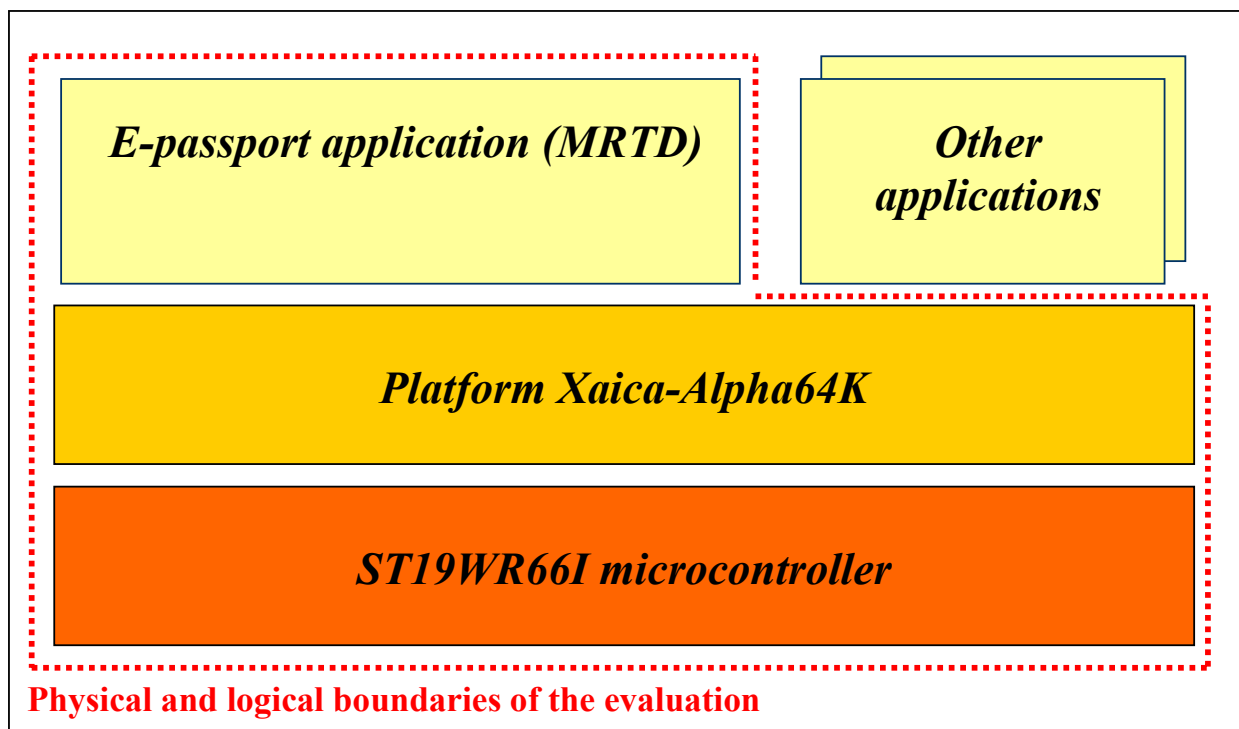 E-passport application (MRTD)
Other
applications
Platform Xaica-Alpha64K
ST19WR66I microcontroller
Physical and logical boundaries of the evaluation